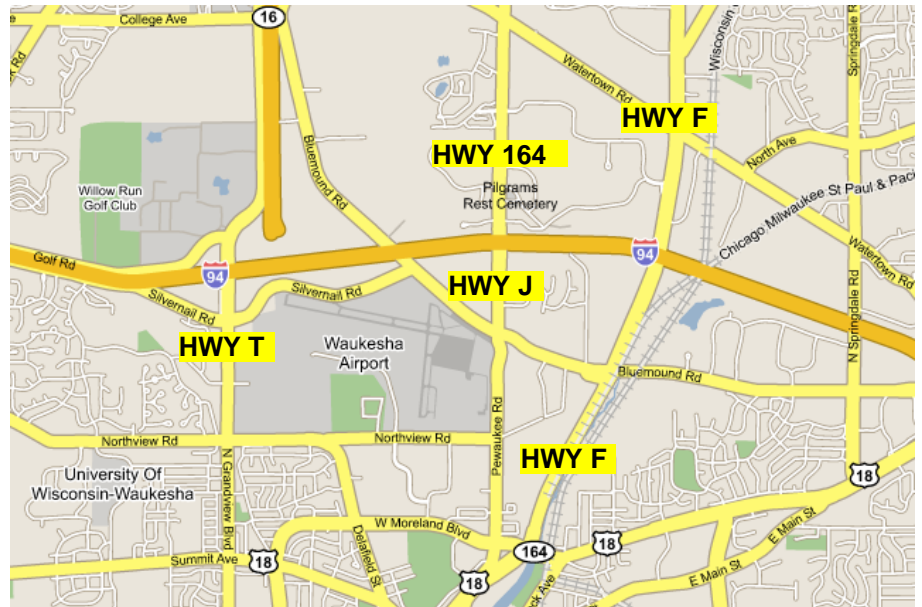 College Ave
16
Watertown Rd
Wisconsin
Springdale Rd
HWY F
Bluemound Rd
North Ave
HWY 164
Willow Run
Golf Club
Pilgrams
Rest Cemetery
Chicago Milwaukee St Paul & Pack
Golf Rd
94
94
Watertown Rd
Silvernail Rd
Silvernail Rd
HWY J
HWY T
N Springdale Rd
Waukesha
Airport
Bluemound Rd
Pewaukee Rd
Northview Rd
Northview Rd
HWY F
University Of
Wisconsin-Waukesha
N Grandview Blvd
18
W Moreland Blvd
Delafield St
E Main St
Summit Ave
18
164
18
18
E Main St